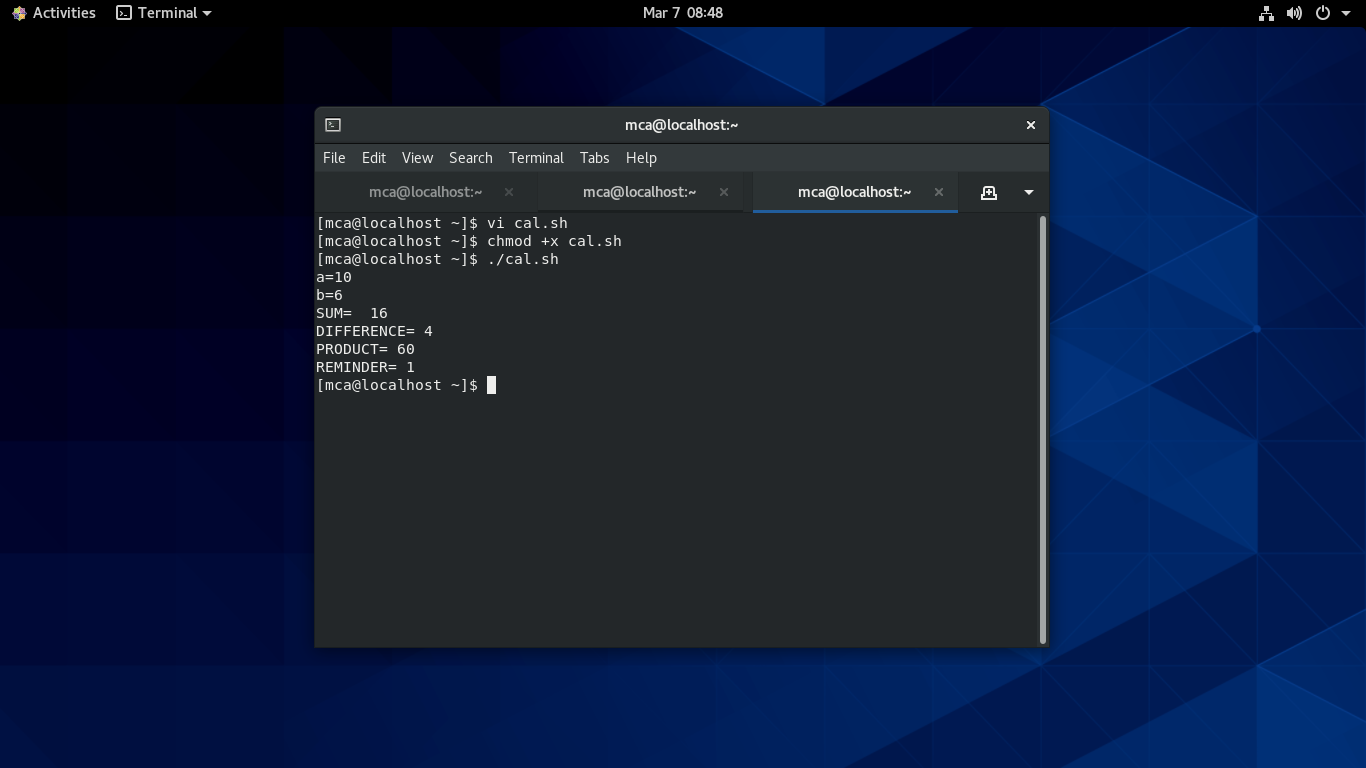 Activities Terminal Mar 7 08:48
mca@localhost:~
File Edit View Search Terminal Tabs Help
mca@localhost:~ mca@localhost:~ mca@localhost:~
[mca@localhost ~]$ vi cal.sh
[mca@localhost ~]$ chmod +x cal.sh
[mca@localhost ~]$ ./cal.sh
a=10
b=6
SUM=  16
DIFFERENCE= 4
PRODUCT= 60
REMINDER= 1
[mca@localhost ~]$